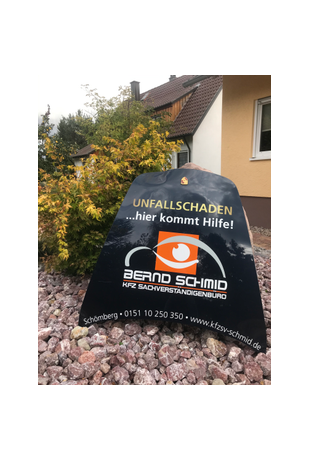 UNFALLSCHADEN
...hier kommt Hilfe!
BERND SCHMID
KFZ SACHVERSTÄNDIGENBÜRO
Schömberg • 0151 10 250 350 • www.kfzsv-schmid.de